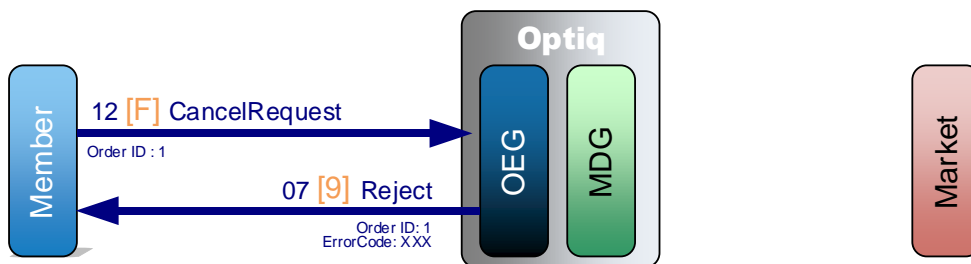 Optiq
Member
12 [F] CancelRequest
Order ID : 1
07 [9] Reject
Order ID: 1
ErrorCode: XXX
OEG
MDG
Market